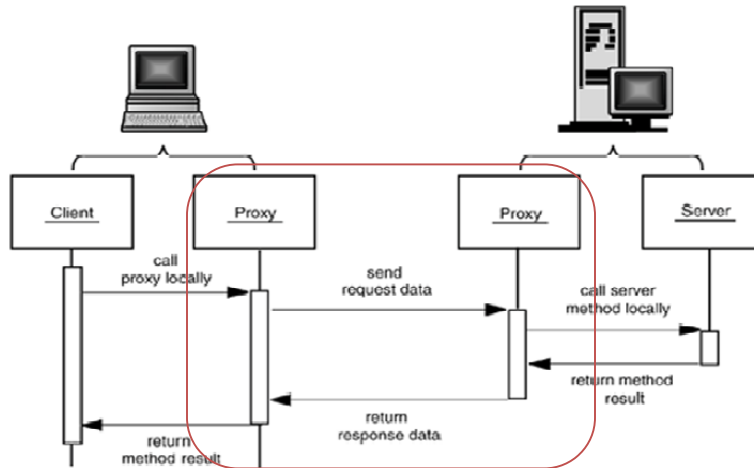 Client
Proxy
Proxy
Server
call
proxy locally
send
request data
call server
method locally
return method
result
return
response data
return
method result